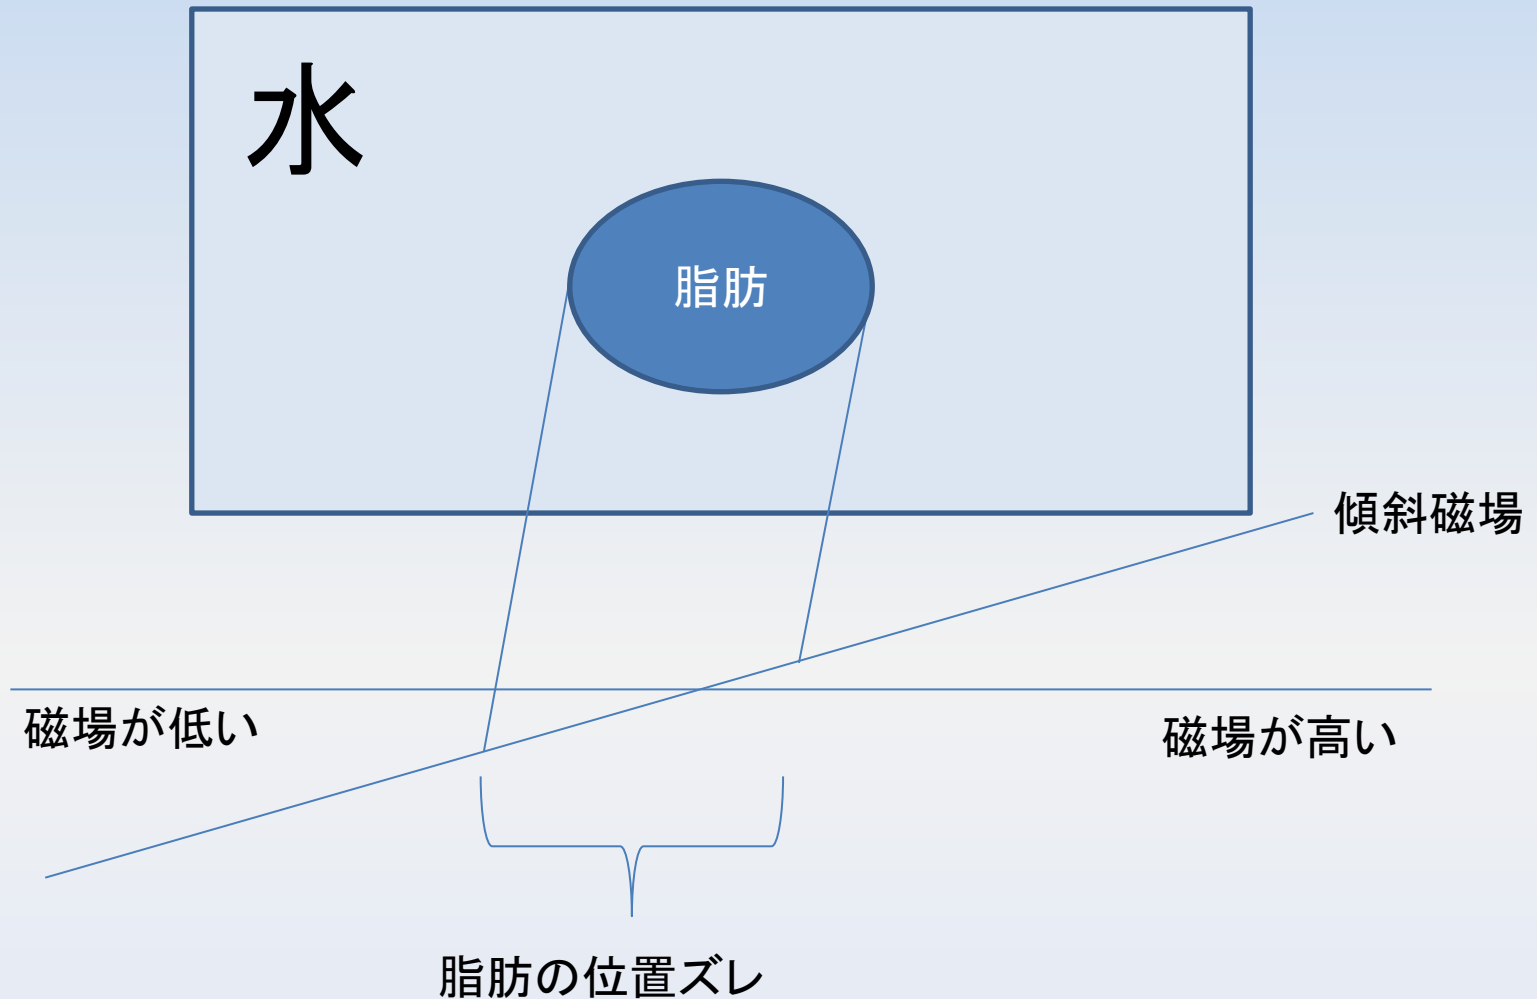 水
脂肪
傾斜磁場
磁場が低い
磁場が高い
脂肪の位置ズレ